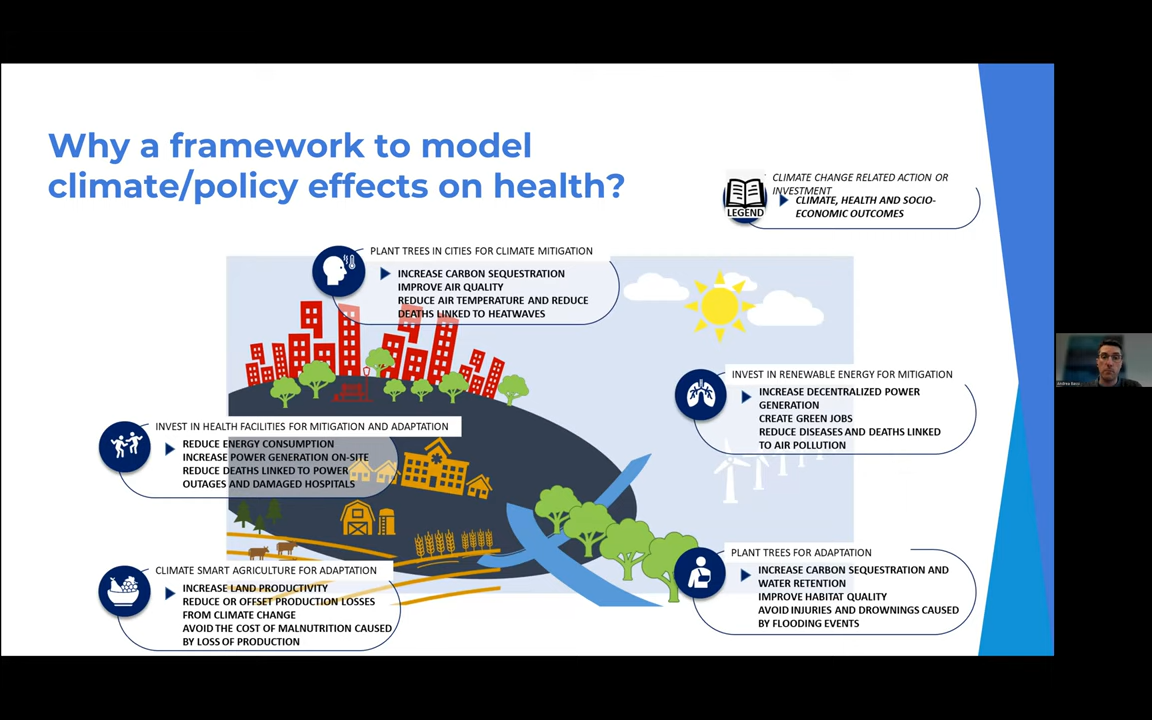 Why a framework to model
climate/policy effects on health?
CLIMATE CHANGE RELATED ACTION OR
INVESTMENT
CLIMATE, HEALTH AND SOCIO-
ECONOMIC OUTCOMES
LEGEND
PLANT TREES IN CITIES FOR CLIMATE MITIGATION
INCREASE CARBON SEQUESTRATION
IMPROVE AIR QUALITY
REDUCE AIR TEMPERATURE AND REDUCE
DEATHS LINKED TO HEATWAVES
INVEST IN RENEWABLE ENERGY FOR MITIGATION
INCREASE DECENTRALIZED POWER
GENERATION
CREATE GREEN JOBS
REDUCE DISEASES AND DEATHS LINKED
TO AIR POLLUTION
INVEST IN HEALTH FACILITIES FOR MITIGATION AND ADAPTATION
REDUCE ENERGY CONSUMPTION
INCREASE POWER GENERATION ON-SITE
REDUCE DEATHS LINKED TO POWER
OUTAGES AND DAMAGED HOSPITALS
PLANT TREES FOR ADAPTATION
INCREASE CARBON SEQUESTRATION AND
WATER RETENTION
IMPROVE HABITAT QUALITY
AVOID INJURIES AND DROWNINGS CAUSED
BY FLOODING EVENTS
CLIMATE SMART AGRICULTURE FOR ADAPTATION
INCREASE LAND PRODUCTIVITY
REDUCE OR OFFSET PRODUCTION LOSSES
FROM CLIMATE CHANGE
AVOID THE COST OF MALNUTRITION CAUSED
BY LOSS OF PRODUCTION